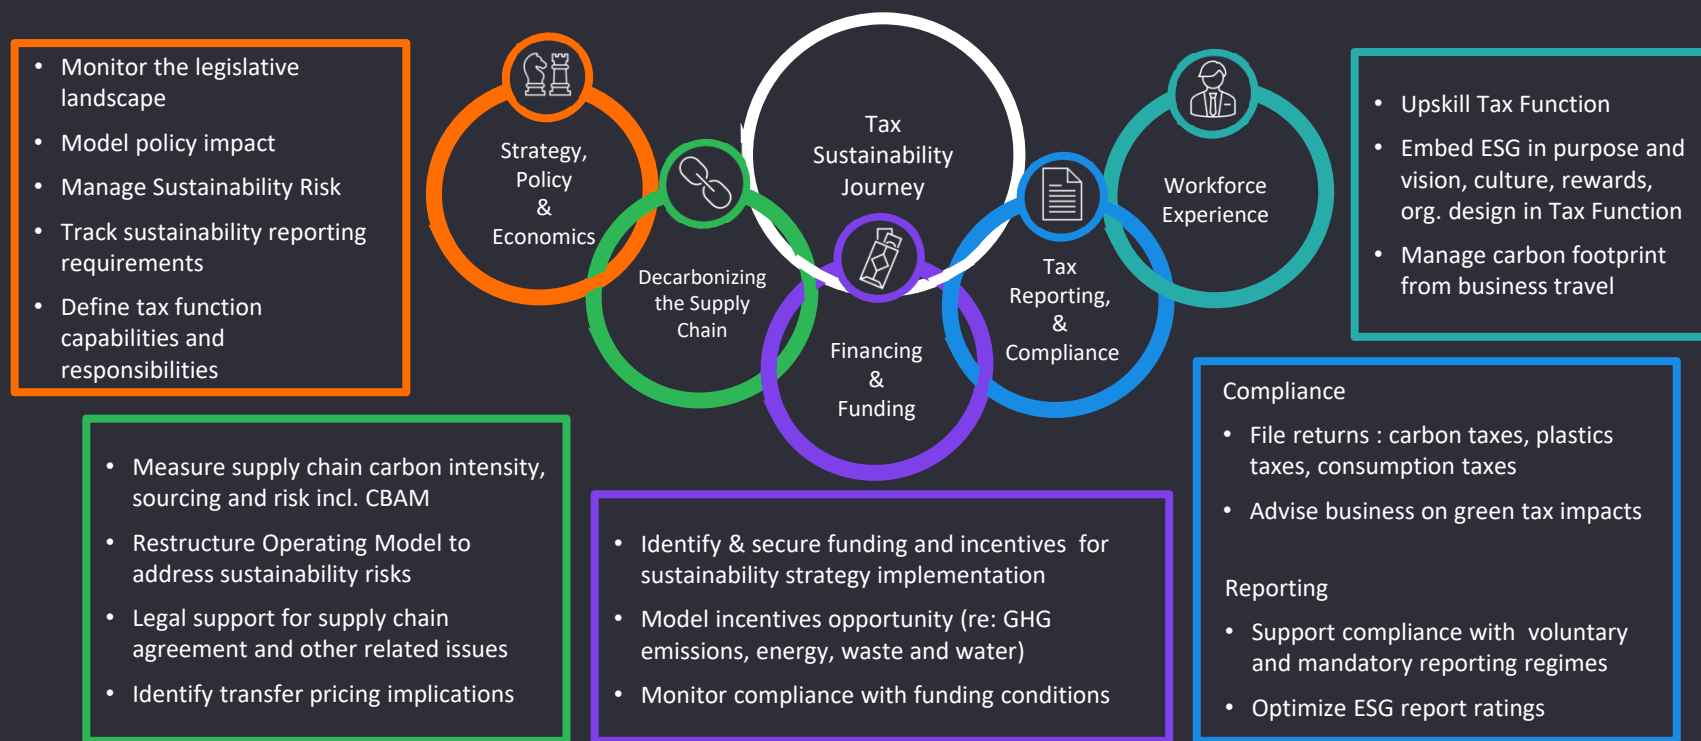 • Monitor the legislative
landscape
• Model policy impact
• Manage Sustainability Risk
• Track sustainability reporting
requirements
• Define tax function
capabilities and
responsibilities
Strategy,
Policy
&
Economics
Decarbonizing
the Supply
Chain
Tax
Sustainability
Journey
Financing
&
Funding
Tax
Reporting,
&
Compliance
Workforce
Experience
• Upskill Tax Function
• Embed ESG in purpose and
vision, culture, rewards,
org. design in Tax Function
• Manage carbon footprint
from business travel
• Measure supply chain carbon intensity,
sourcing and risk incl. CBAM
• Restructure Operating Model to
address sustainability risks
• Legal support for supply chain
agreement and other related issues
• Identify transfer pricing implications
• Identify & secure funding and incentives  for
sustainability strategy implementation
• Model incentives opportunity (re: GHG
emissions, energy, waste and water)
• Monitor compliance with funding conditions
Compliance
• File returns : carbon taxes, plastics
taxes, consumption taxes
• Advise business on green tax impacts
Reporting
• Support compliance with  voluntary
and mandatory reporting regimes
• Optimize ESG report ratings